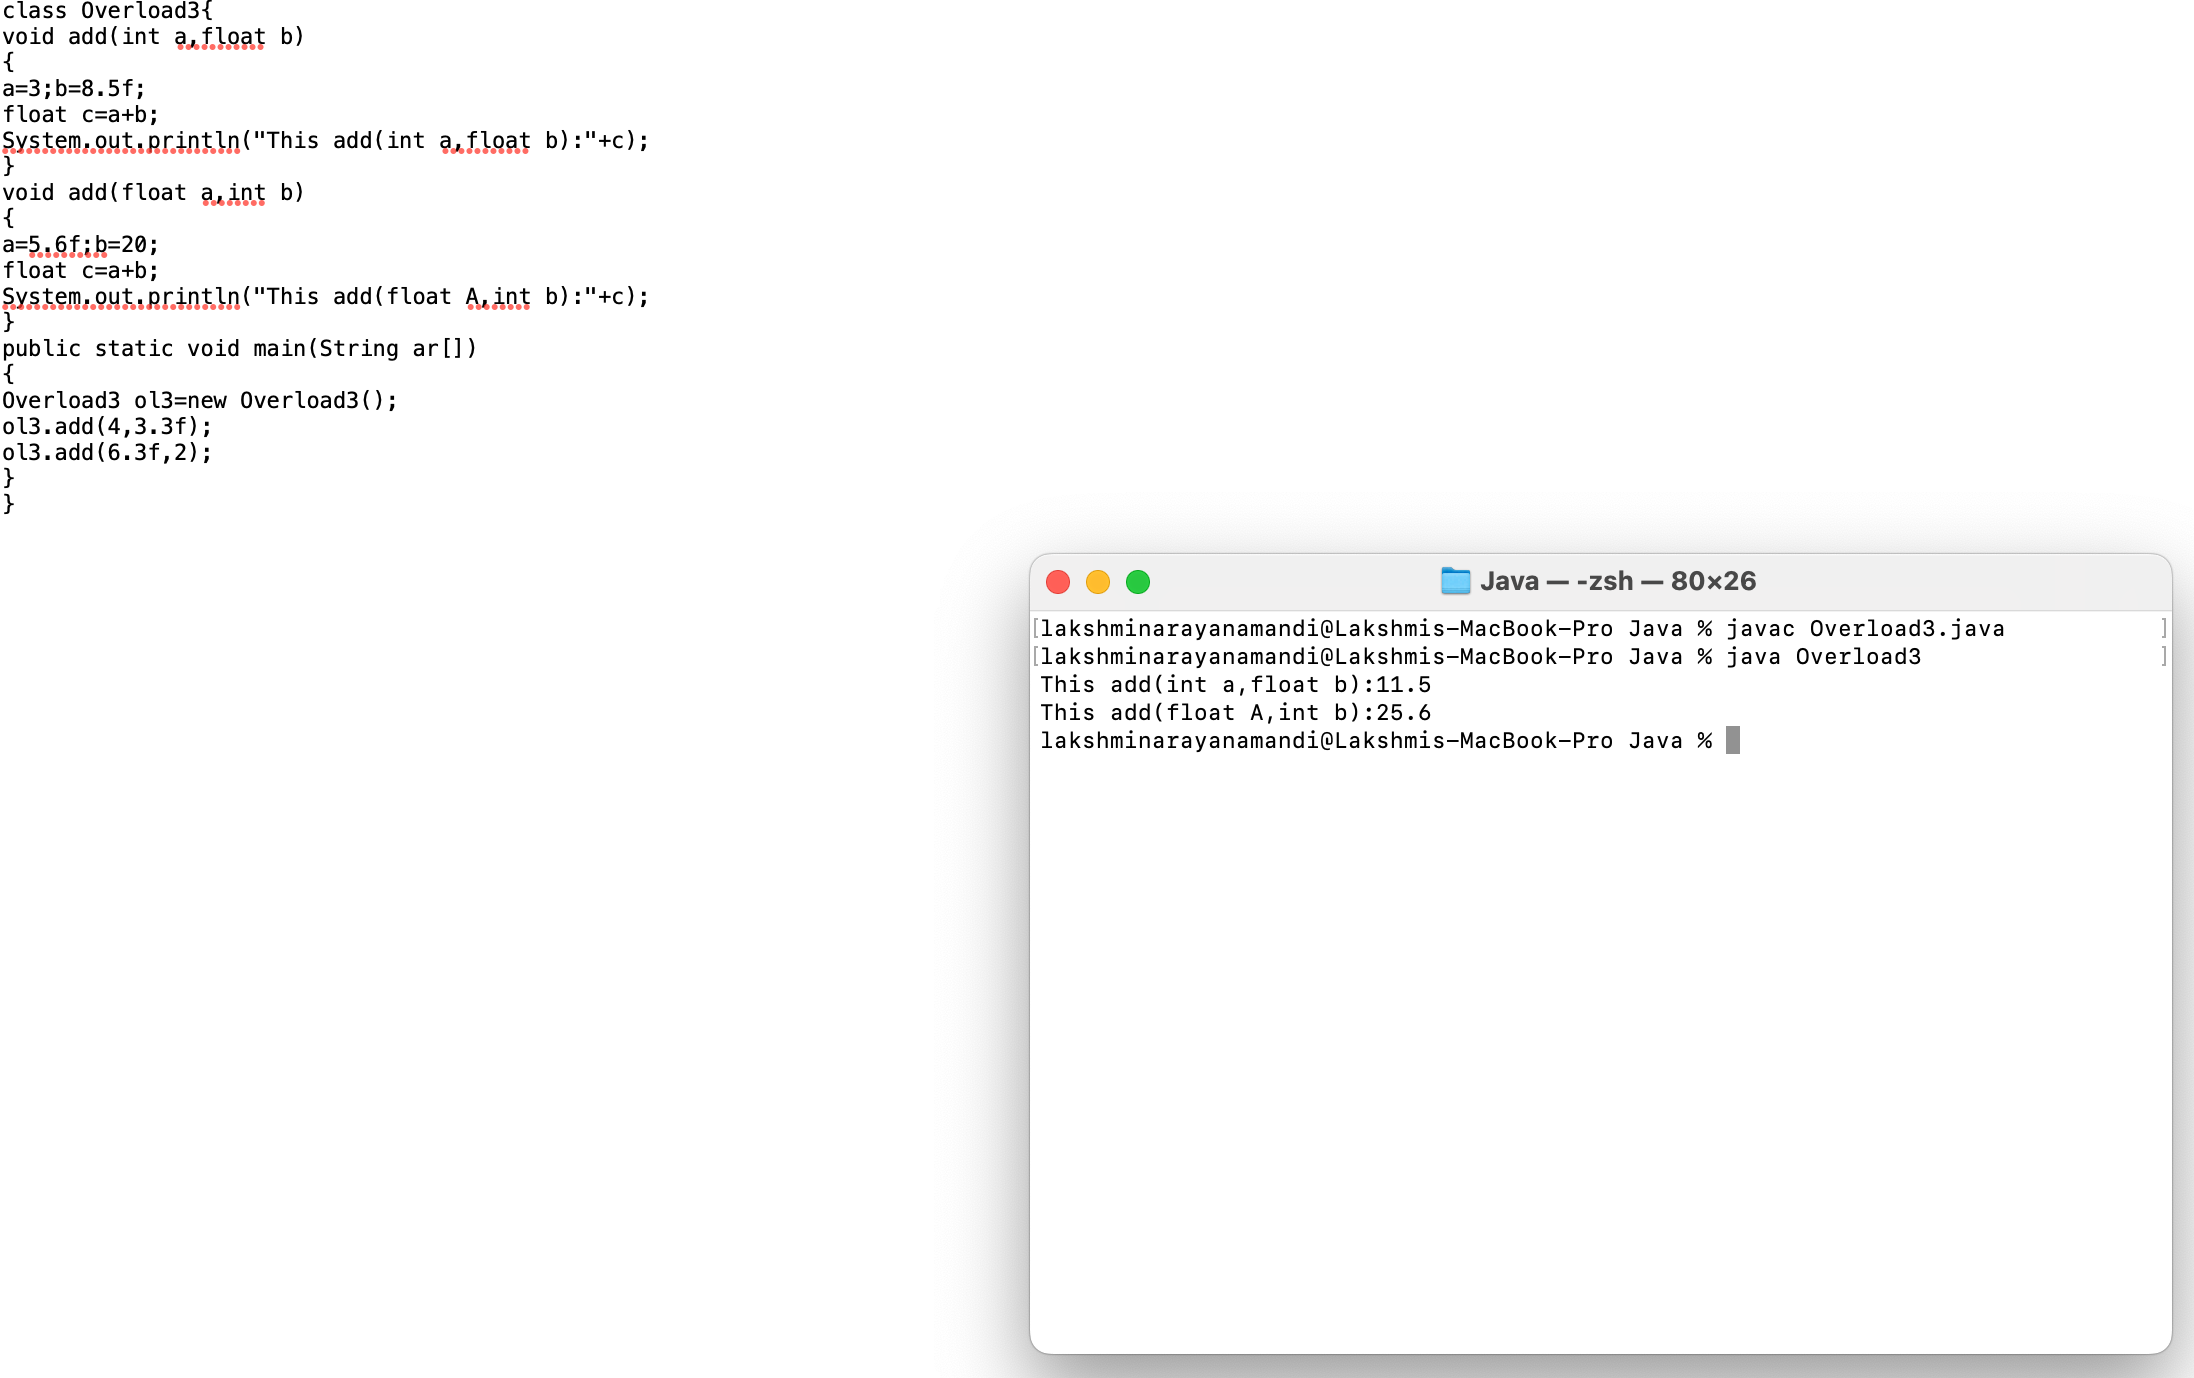 class Overload3{
void add(int a,float b)
{
a=3;b=8.5f;
float c=a+b;
System.out.println("This add(int a,float b):"+c);
}
void add(float a,int b)
{
a=5.6f;b=20;
float c=a+b;
System.out.println("This add(float A,int b):"+c);
}
public static void main(String ar[])
{
Overload3 ol3=new Overload3();
ol3.add(4,3.3f);
ol3.add(6.3f,2);
}
}
Java — -zsh — 80×26
[lakshminarayanamandi@Lakshmis-MacBook-Pro Java % javac Overload3.java ]
[lakshminarayanamandi@Lakshmis-MacBook-Pro Java % java Overload3 ]
This add(int a,float b):11.5
This add(float A,int b):25.6
lakshminarayanamandi@Lakshmis-MacBook-Pro Java %